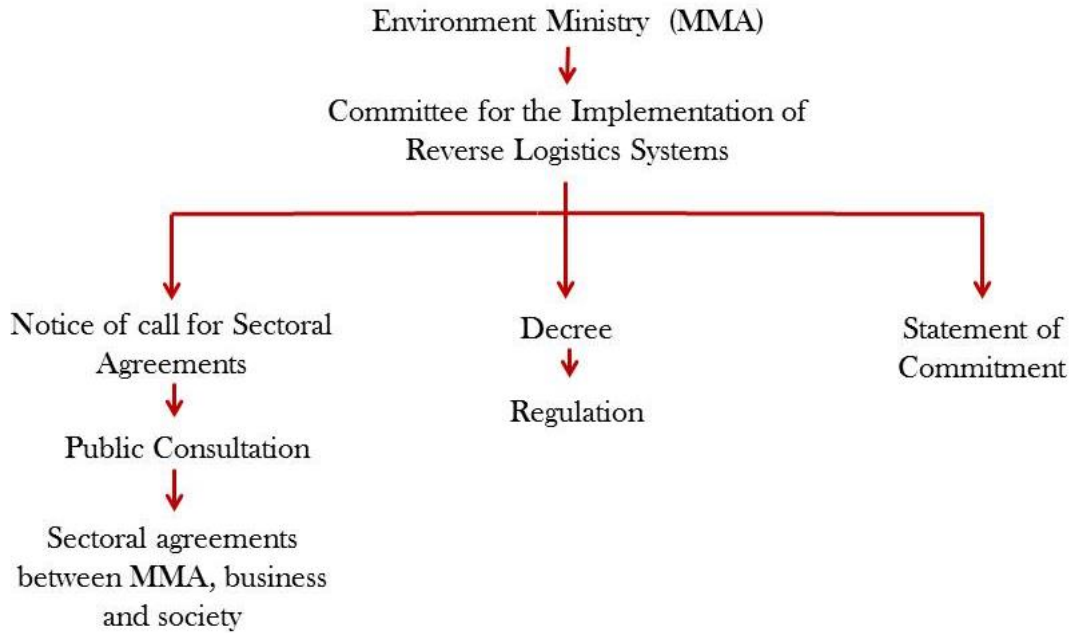 Environment Ministry (MMA)
Committee for the Implementation of
Reverse Logistics Systems
Notice of call for Sectoral
Agreements
Public Consultation
Sectoral agreements
between MMA, business
and society
Decree
Regulation
Statement of
Commitment